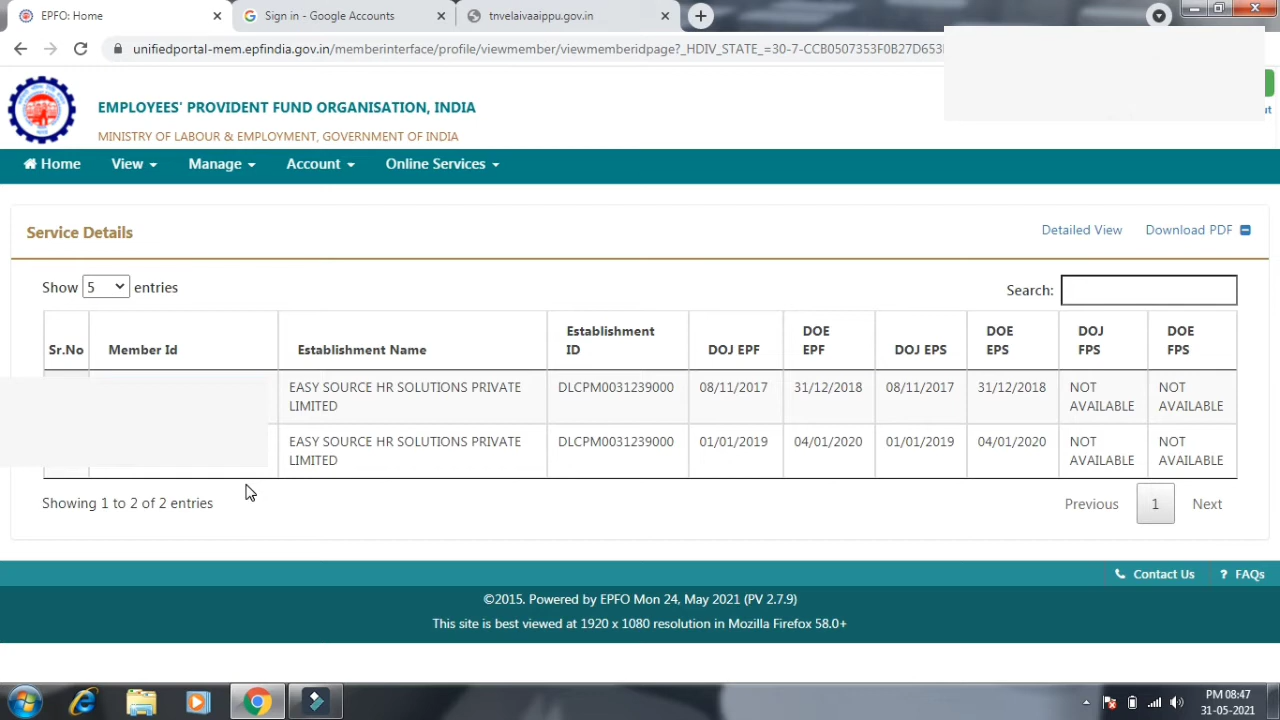 EPFO: Home
Sign in - Google Accounts
tnvelaivaaippu.gov.in
unifiedportal-mem.epfindia.gov.in/memberinterface/profile/viewmember/viewmemberidpage?_HDIV_STATE_=30-7-CCB0507353F0B27D653
EMPLOYEES' PROVIDENT FUND ORGANISATION, INDIA
MINISTRY OF LABOUR & EMPLOYMENT, GOVERNMENT OF INDIA
Home View Manage Account Online Services
Service Details
Detailed View Download PDF
Show 5 entries
Search:
Sr.No Member Id Establishment Name Establishment ID DOJ EPF DOE EPF DOJ EPS DOE EPS DOJ FPS DOE FPS
EASY SOURCE HR SOLUTIONS PRIVATE LIMITED DLCPM0031239000 08/11/2017 31/12/2018 08/11/2017 31/12/2018 NOT AVAILABLE NOT AVAILABLE
EASY SOURCE HR SOLUTIONS PRIVATE LIMITED DLCPM0031239000 01/01/2019 04/01/2020 01/01/2019 04/01/2020 NOT AVAILABLE NOT AVAILABLE
Showing 1 to 2 of 2 entries
Previous 1 Next
Contact Us ? FAQs
©2015. Powered by EPFO Mon 24, May 2021 (PV 2.7.9)
This site is best viewed at 1920 x 1080 resolution in Mozilla Firefox 58.0+
PM 08:47
31-05-2021